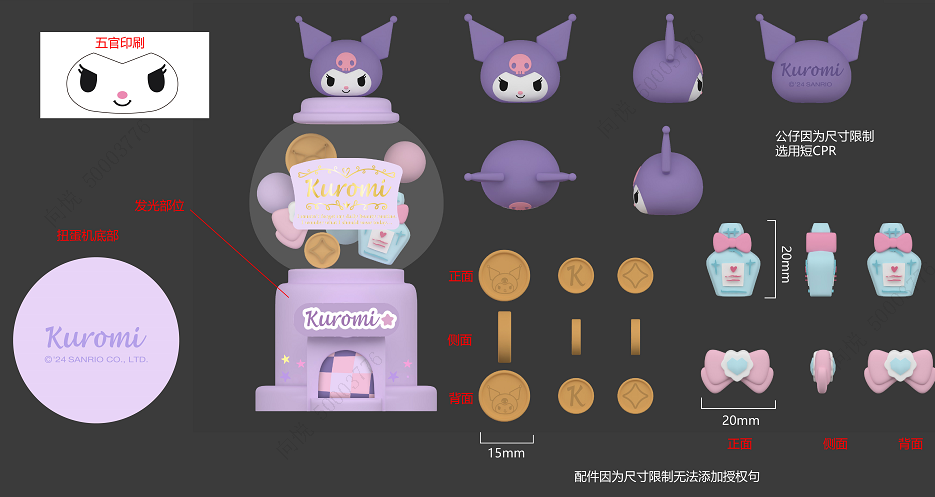 五官印刷
Kuromi
©'24 SANRIO
公仔因为尺寸限制
选用短CPR
Kuromi
发光部位
扭蛋机底部
正面
K
20mm
Kuromi
侧面
Kuromi
©'24 SANRIO CO., LTD.
背面
K
20mm
15mm
正面
侧面
背面
配件因为尺寸限制无法添加授权句